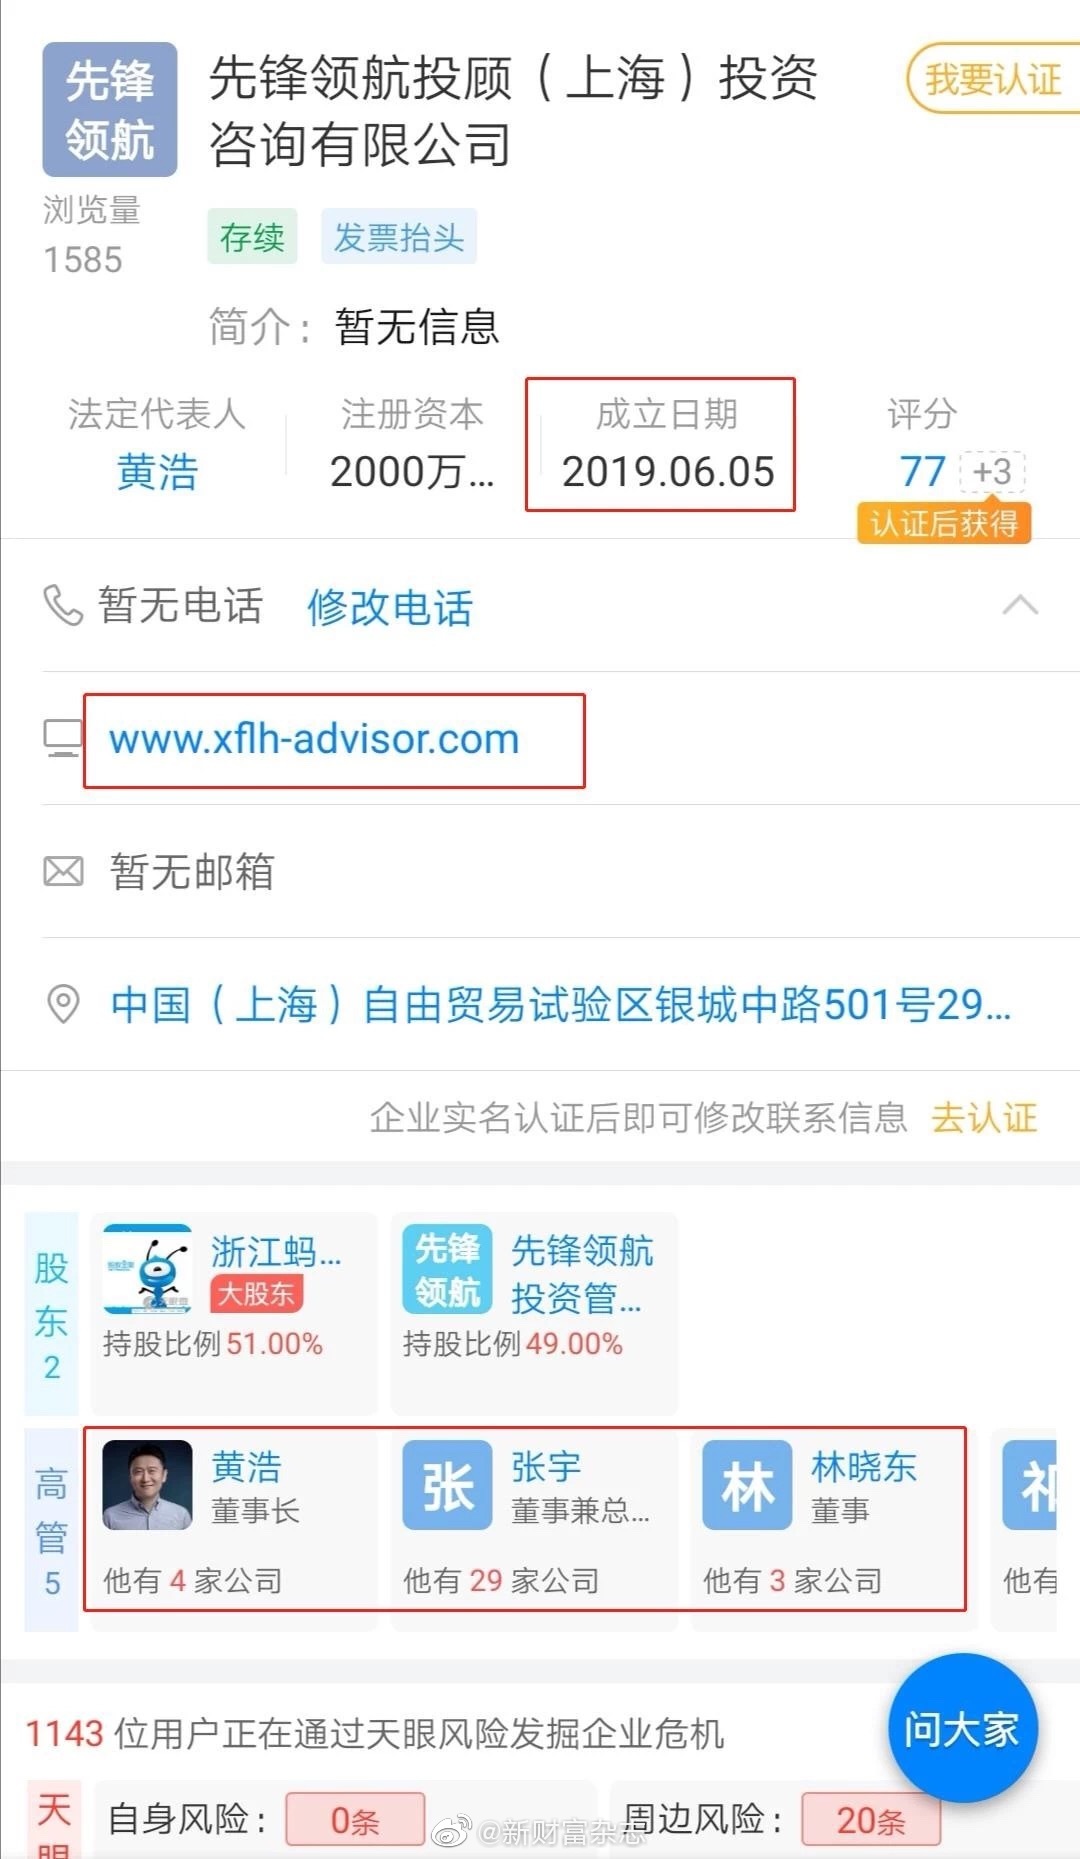 先锋
领航
先锋领航投顾（上海）投资
咨询有限公司
我要认证
浏览量
1585
存续
发票抬头
简介：暂无信息
法定代表人
黄浩
注册资本
2000万...
成立日期
2019.06.05
评分
77 +3
认证后获得
暂无电话 修改电话
www.xflh-advisor.com
暂无邮箱
中国（上海）自由贸易试验区银城中路501号29...
企业实名认证后即可修改联系信息 去认证
股东2
浙江蚂...
大股东
持股比例51.00%
先锋
领航
先锋领航
投资管...
持股比例49.00%
高管5
黄浩
董事长
他有 4 家公司
张
张宇
董事兼总...
他有 29 家公司
林
林晓东
董事
他有 3 家公司
他有
1143 位用户正在通过天眼风险发掘企业危机
问大家
天眼
自身风险： 0条
周边风险： 20条
@新财富杂志